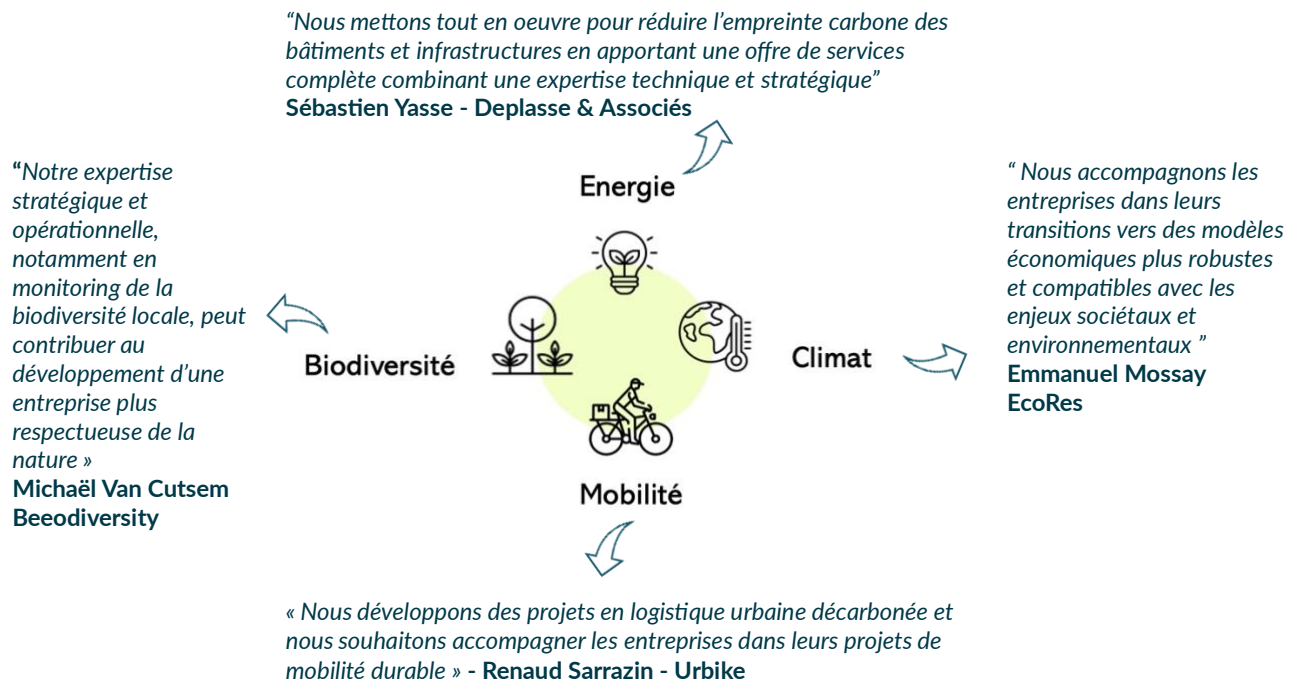 “Nous mettons tout en oeuvre pour réduire l’empreinte carbone des
bâtiments et infrastructures en apportant une offre de services
complète combinant une expertise technique et stratégique”
Sébastien Yasse - Deplasse & Associés
Energie
“Notre expertise
stratégique et
opérationnelle,
notamment en
monitoring de la
biodiversité locale, peut
contribuer au
développement d’une
entreprise plus
respectueuse de la
nature »
Michaël Van Cutsem
Beeodiversity
Biodiversité
Climat
“ Nous accompagnons les
entreprises dans leurs
transitions vers des modèles
économiques plus robustes
et compatibles avec les
enjeux sociétaux et
environnementaux ”
Emmanuel Mossay
EcoRes
Mobilité
« Nous développons des projets en logistique urbaine décarbonée et
nous souhaitons accompagner les entreprises dans leurs projets de
mobilité durable » - Renaud Sarrazin - Urbike